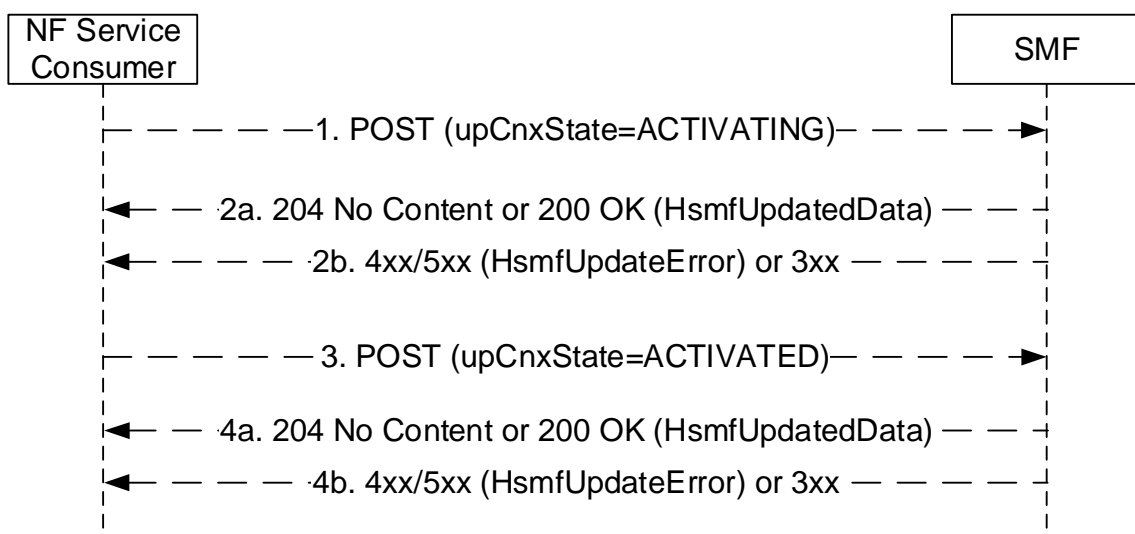 NF Service
Consumer
SMF
1. POST (upCnxState=ACTIVATING)
2a. 204 No Content or 200 OK (HsmfUpdatedData)
2b. 4xx/5xx (HsmfUpdateError) or 3xx
3. POST (upCnxState=ACTIVATED)
4a. 204 No Content or 200 OK (HsmfUpdatedData)
4b. 4xx/5xx (HsmfUpdateError) or 3xx